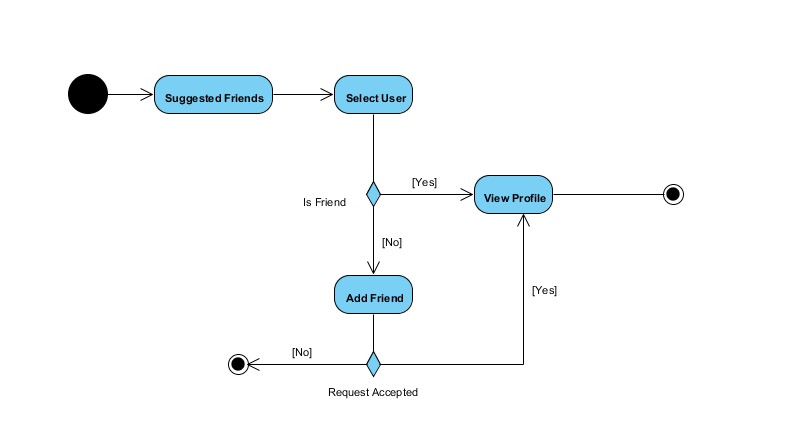 Suggested Friends
Select User
[Yes]
Is Friend
View Profile
[No]
[Yes]
Add Friend
[No]
Request Accepted